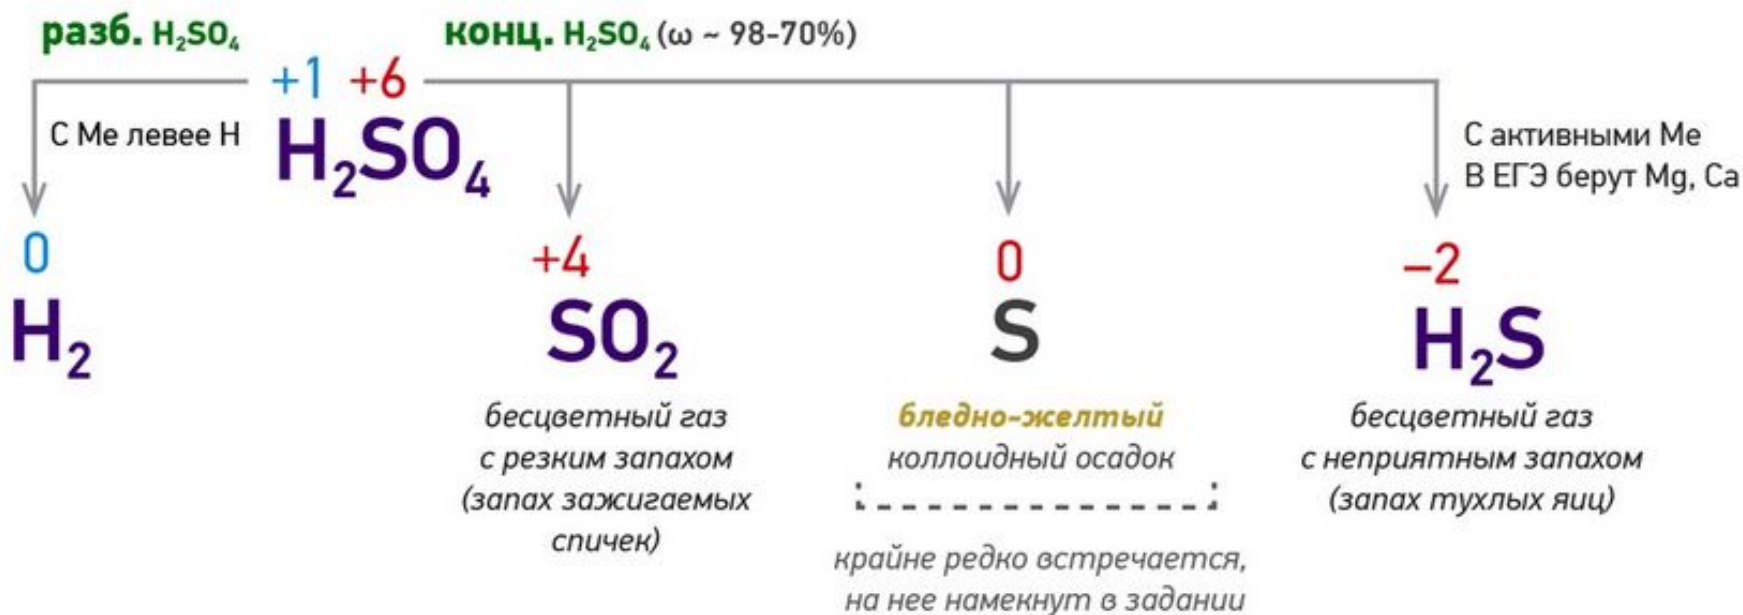 разб. H₂SO₄
конц. H₂SO₄ (ω ~ 98-70%)
+1 +6
H₂SO₄
С Ме левее Н
С активными Ме
В ЕГЭ берут Mg, Ca
0
H₂
+4
SO₂
бесцветный газ
с резким запахом
(запах зажигаемых
спичек)
0
S
бледно-желтый
коллоидный осадок
крайне редко встречается,
на нее намекнут в задании
–2
H₂S
бесцветный газ
с неприятным запахом
(запах тухлых яиц)